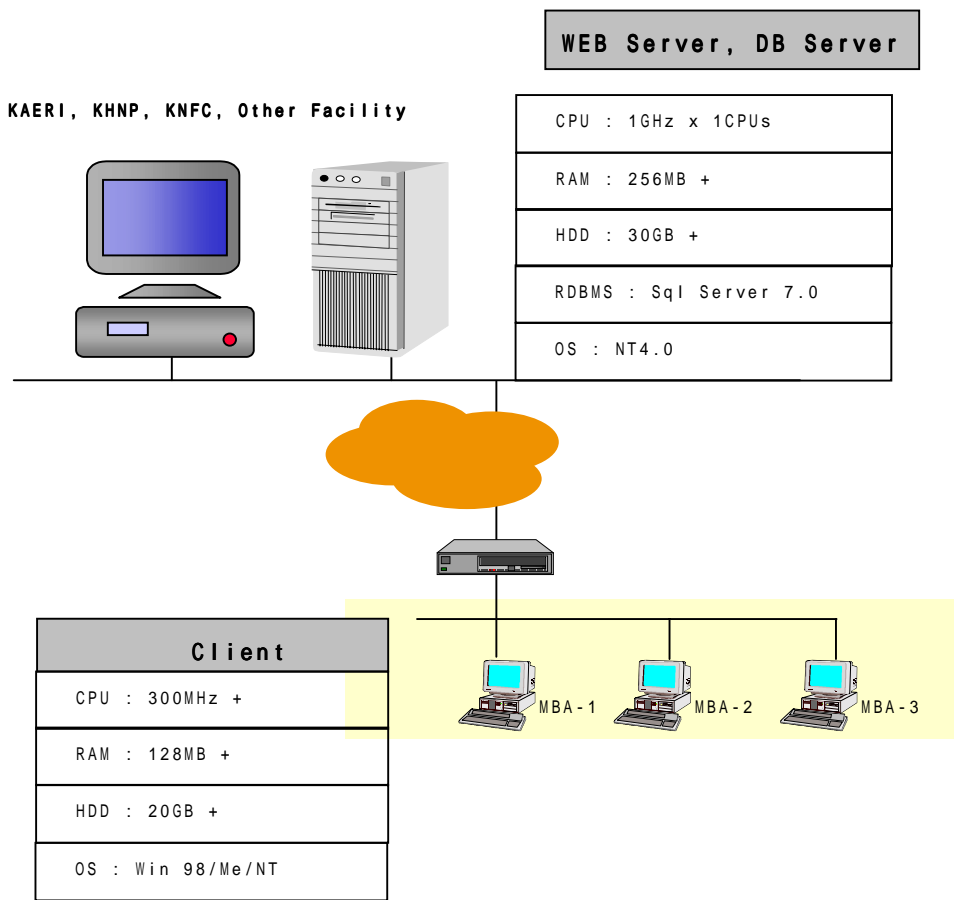 WEB Server, DB Server
KAERI, KHNP, KNFC, Other Facility
CPU : 1GHz x 1CPUs
RAM : 256MB +
HDD : 30GB +
RDBMS : Sql Server 7.0
OS : NT4.0
Client
CPU : 300MHz +
RAM : 128MB +
HDD : 20GB +
OS : Win 98/Me/NT
MBA-1
MBA-2
MBA-3